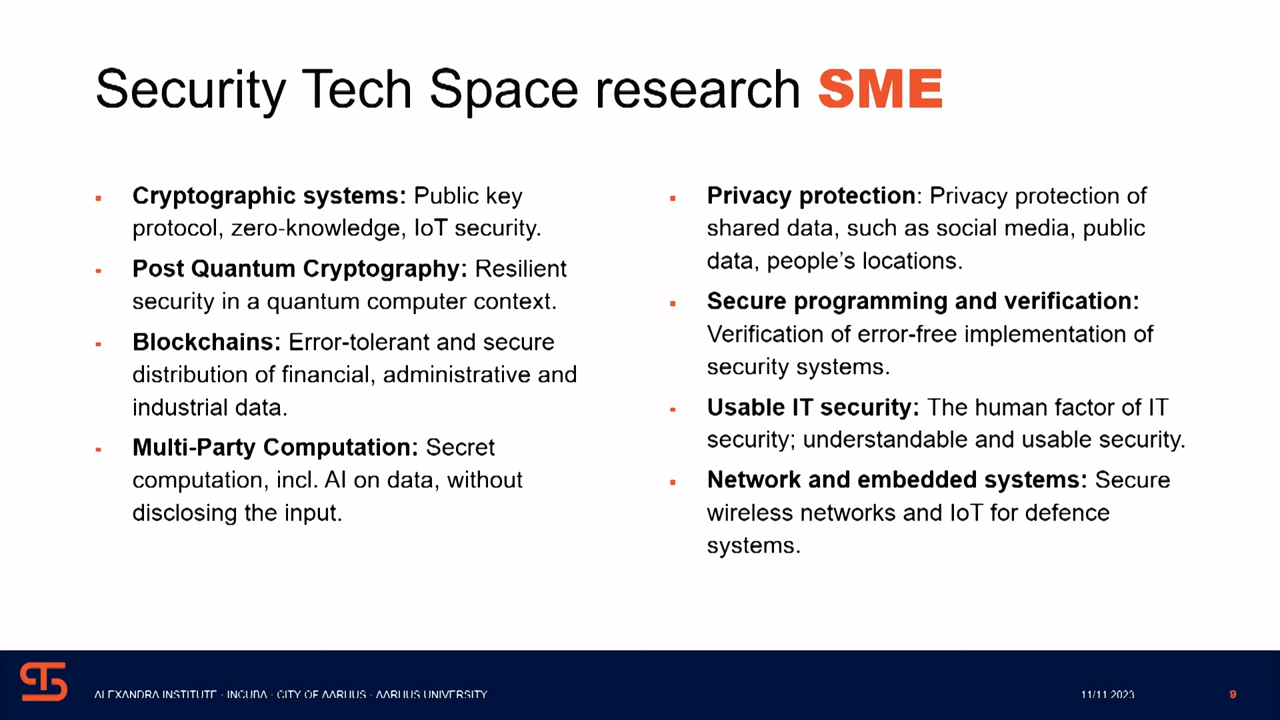 Security Tech Space research SME
Cryptographic systems: Public key
protocol, zero-knowledge, IoT security.
Post Quantum Cryptography: Resilient
security in a quantum computer context.
Blockchains: Error-tolerant and secure
distribution of financial, administrative and
industrial data.
Multi-Party Computation: Secret
computation, incl. AI on data, without
disclosing the input.
Privacy protection: Privacy protection of
shared data, such as social media, public
data, people's locations.
Secure programming and verification:
Verification of error-free implementation of
security systems.
Usable IT security: The human factor of IT
security; understandable and usable security.
Network and embedded systems: Secure
wireless networks and IoT for defence
systems.
ALEXANDRA INSTITUTE · INCUBA · CITY OF AARHUS · AARHUS UNIVERSITY
11/11 2023
9